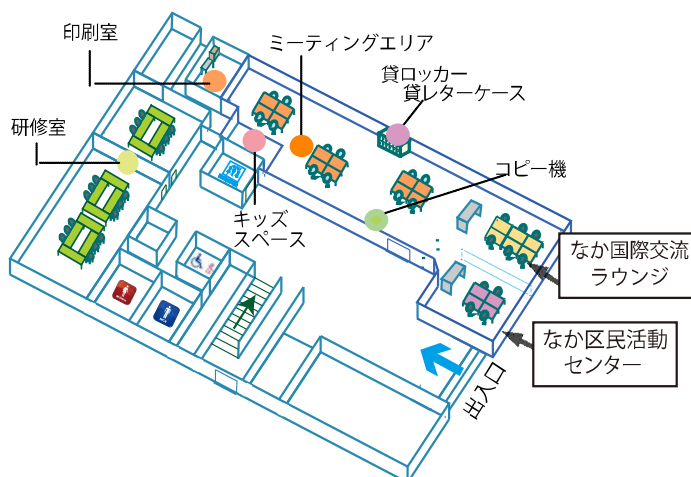 印刷室
ミーティングエリア
貸ロッカー
貸レターケース
研修室
コピー機
キッズ
スペース
なか国際交流
ラウンジ
なか区民活動
センター
出入口